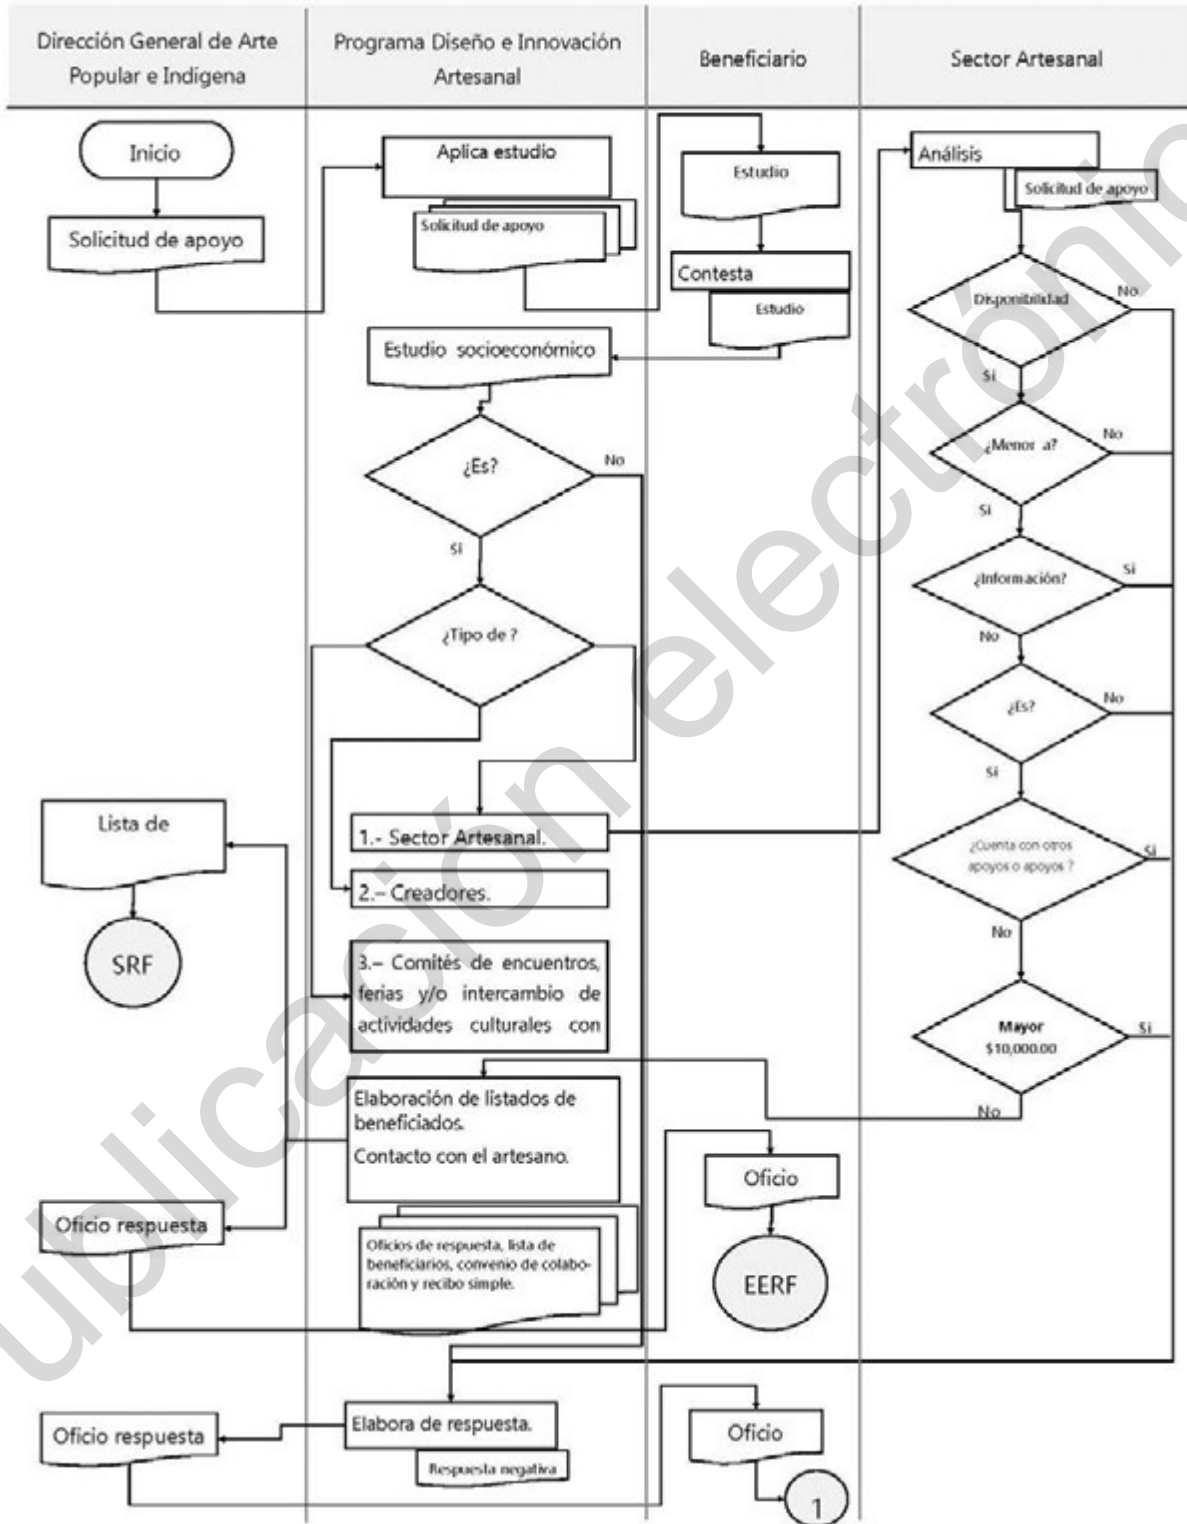 Dirección General de Arte
Popular e Indígena
Programa Diseño e Innovación
Artesanal
Beneficiario
Sector Artesanal
Inicio
Solicitud de apoyo
Aplica estudio
Solicitud de apoyo
Estudio
Contesta
Estudio
Análisis
Solicitud de apoyo
Disponibilidad
No
Si
Estudio socioeconómico
¿Es?
No
Si
¿Menor a?
No
Si
¿Información?
Si
No
¿Tipo de ?
¿Es?
No
Si
1.- Sector Artesanal.
2.– Creadores.
3.– Comités de encuentros,
ferias y/o intercambio de
actividades culturales con
Lista de
SRF
¿Cuenta con otros
apoyos o apoyos ?
Si
No
Mayor
$10,000.00
Si
No
Elaboración de listados de
beneficiados.
Contacto con el artesano.
Oficio respuesta
Oficios de respuesta, lista de
beneficiarios, convenio de colabo-
ración y recibo simple.
Oficio
EERF
Elabora de respuesta.
Respuesta negativa
Oficio respuesta
Oficio
1
ublicación electrónic